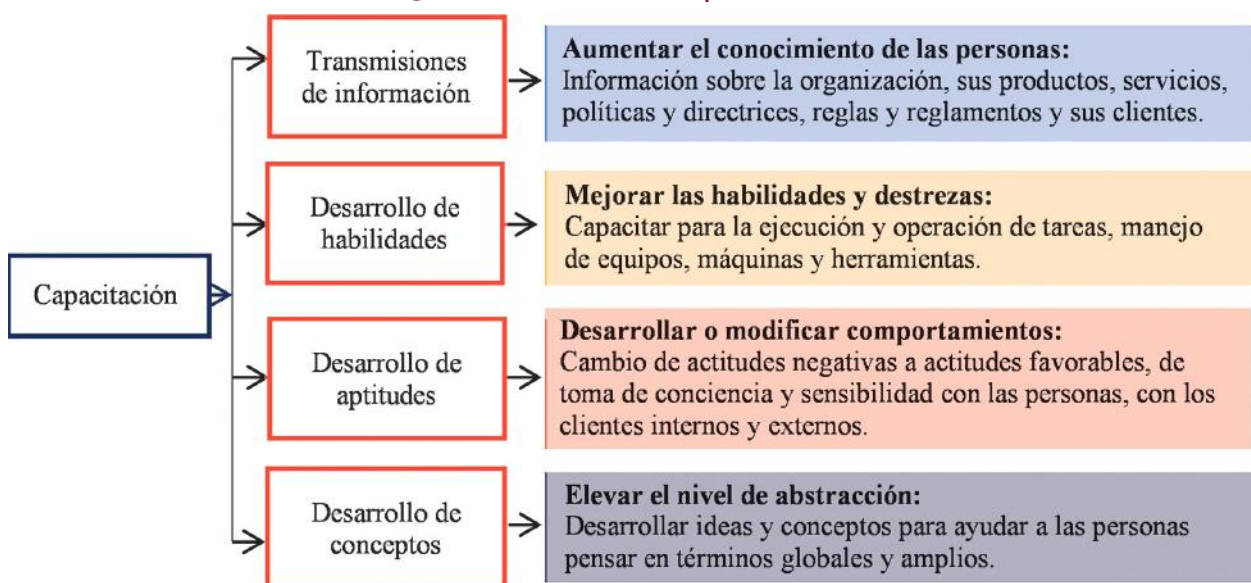 Transmisiones
de información
Aumentar el conocimiento de las personas:
Información sobre la organización, sus productos, servicios,
políticas y directrices, reglas y reglamentos y sus clientes.
Desarrollo de
habilidades
Mejorar las habilidades y destrezas:
Capacitar para la ejecución y operación de tareas, manejo
de equipos, máquinas y herramientas.
Capacitación
Desarrollo de
aptitudes
Desarrollar o modificar comportamientos:
Cambio de actitudes negativas a actitudes favorables, de
toma de conciencia y sensibilidad con las personas, con los
clientes internos y externos.
Desarrollo de
conceptos
Elevar el nivel de abstracción:
Desarrollar ideas y conceptos para ayudar a las personas
pensar en términos globales y amplios.